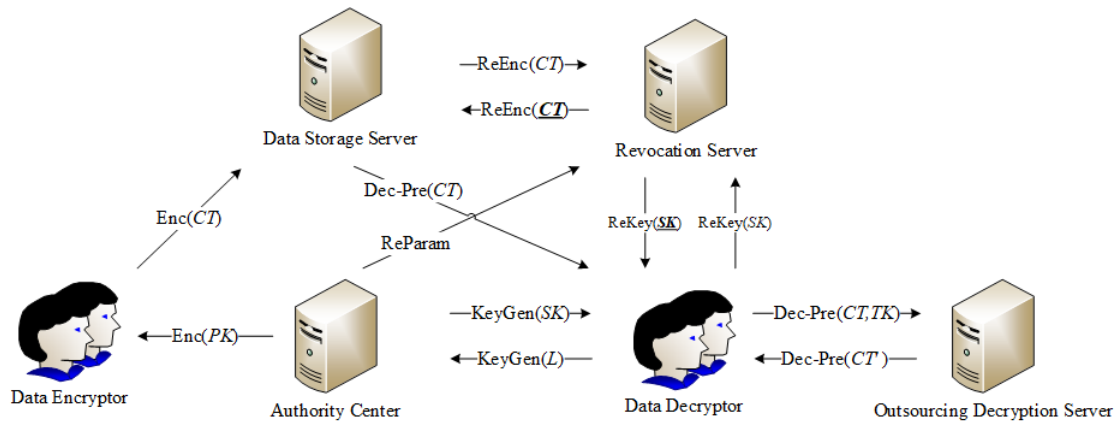 ReEnc(CT)
ReEnc(CT)
Data Storage Server
Revocation Server
Dec-Pre(CT)
Enc(CT)
ReKey(SK)
ReKey(SK)
ReParam
KeyGen(SK)
Dec-Pre(CT,TK)
Enc(PK)
KeyGen(L)
Dec-Pre(CT')
Data Encryptor
Authority Center
Data Decryptor
Outsourcing Decryption Server